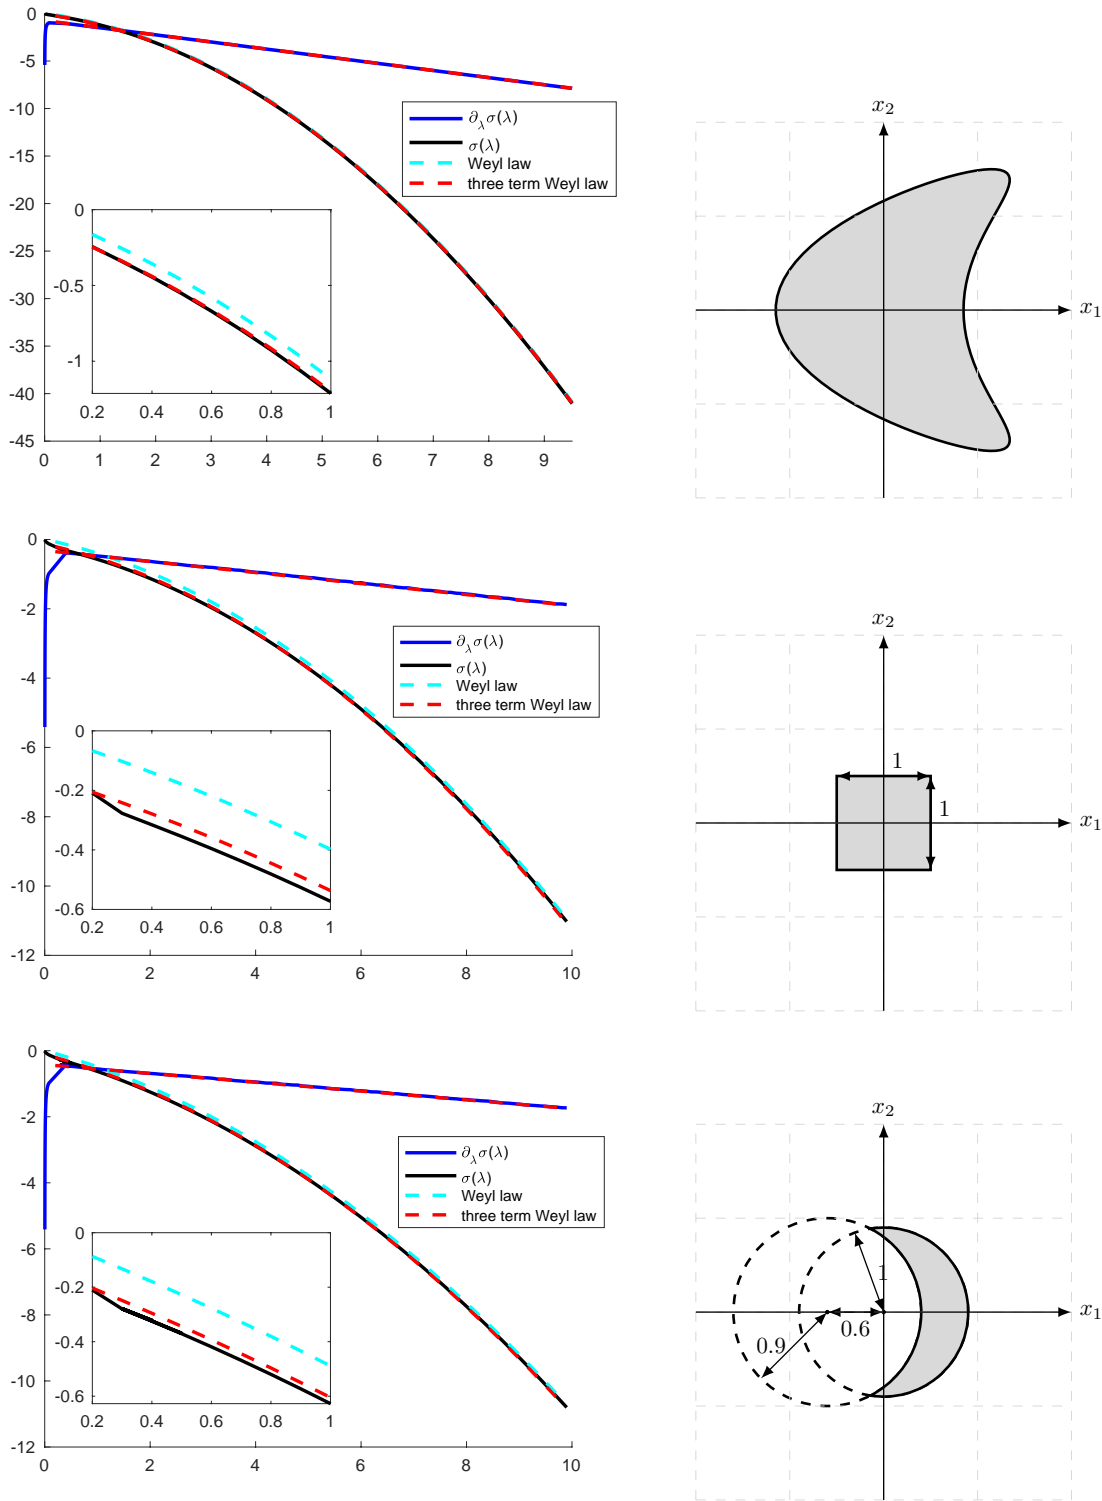 0
-5
-10
-15
-20
-25
-30
-35
-40
-45
0 1 2 3 4 5 6 7 8 9
∂λσ(λ)
σ(λ)
Weyl law
three term Weyl law
0
-0.5
-1
0.2 0.4 0.6 0.8 1
x2
x1
0
-2
-4
-6
-8
-10
-12
0 2 4 6 8 10
∂λσ(λ)
σ(λ)
Weyl law
three term Weyl law
0
-0.2
-0.4
-0.6
0.2 0.4 0.6 0.8 1
x2
1
1
x1
0
-2
-4
-6
-8
-10
-12
0 2 4 6 8 10
∂λσ(λ)
σ(λ)
Weyl law
three term Weyl law
0
-0.2
-0.4
-0.6
0.2 0.4 0.6 0.8 1
x2
1
x1
0.6
0.9